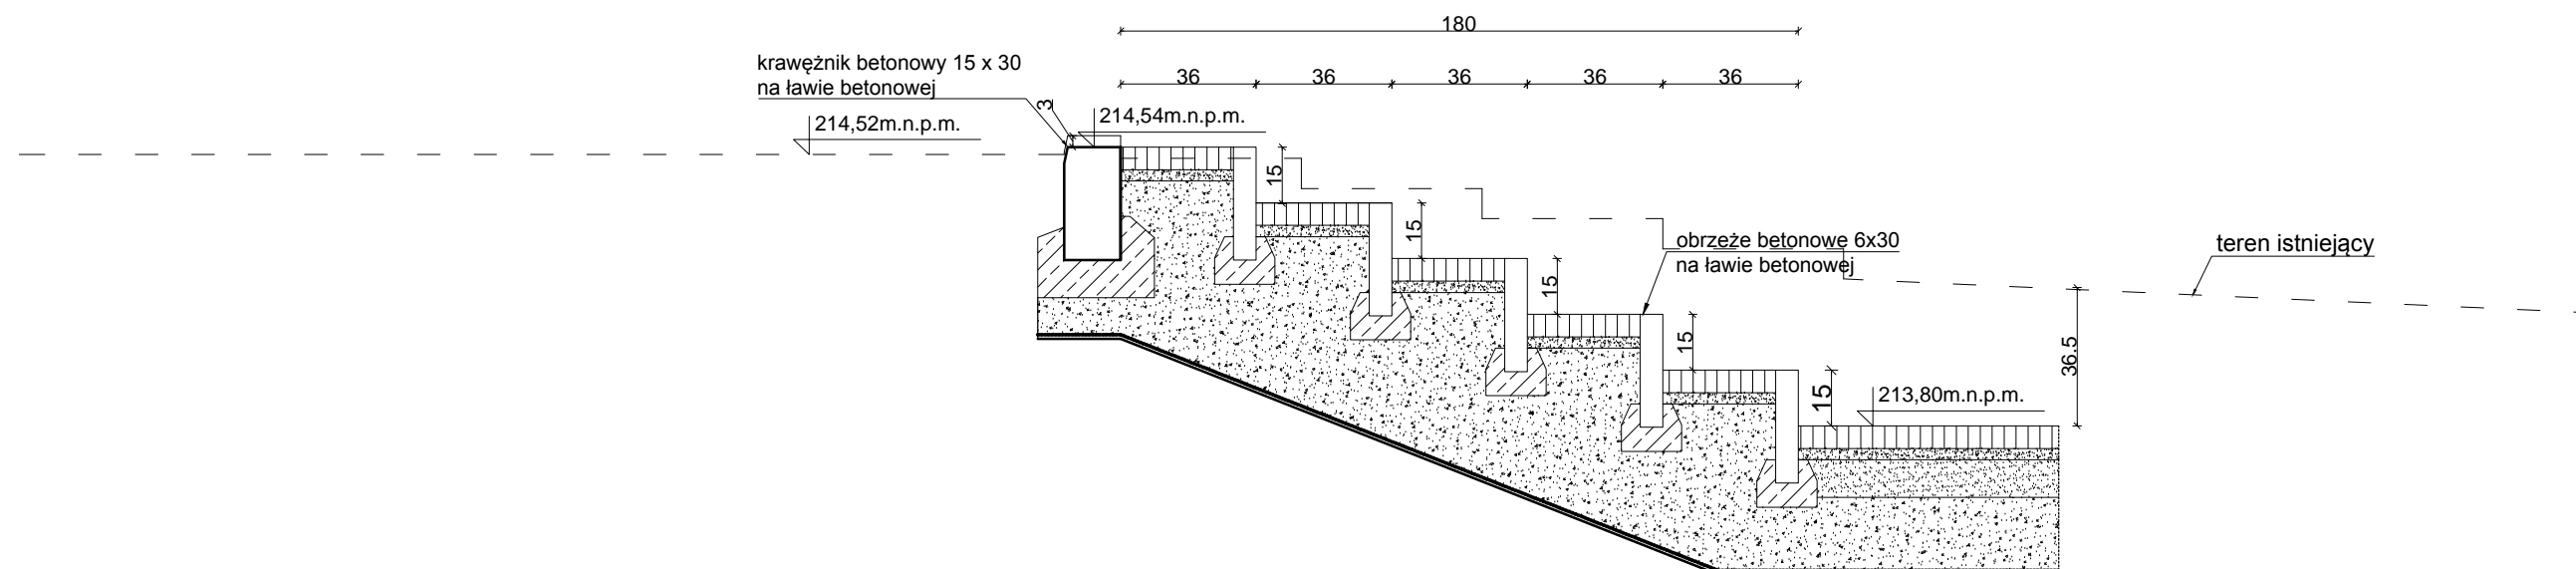 180
krawężnik betonowy 15 x 30
na ławie betonowej
36 36 36 36 36
3
214,52m.n.p.m.
214,54m.n.p.m.
15
15
15
15
15
obrzeże betonowe 6x30
na ławie betonowej
teren istniejący
36.5
213,80m.n.p.m.